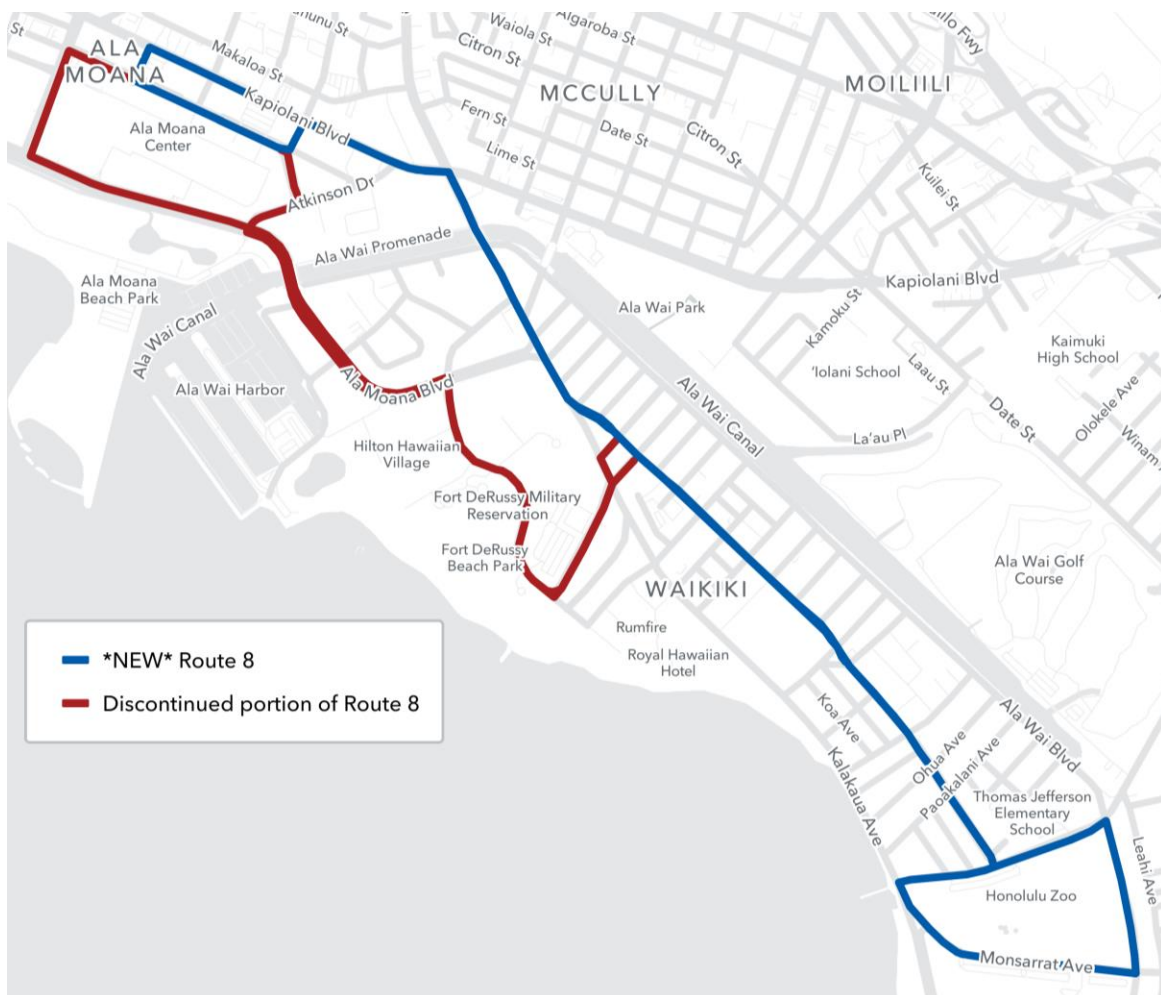 St
ALA
MOANA
Makaloa St
Waiola St
Algaroba St
Citron St
MCCULLY
MOILIILI
Fwy
Kapiolani Blvd
Ala Moana
Center
Fern St
Lime St
Date St
Citron St
Kuilei St
Atkinson Dr
Ala Wai Promenade
Kapiolani Blvd
Ala Moana
Beach Park
Ala Wai Canal
Ala Wai Harbor
Ala Wai Park
Kamoku St
'Iolani School
Laau St
Kaimuki
High School
Ala Moana Blvd
Ala Wai Canal
La'au Pl
Date St
Olokele Ave
Winam
Hilton Hawaiian
Village
Fort DeRussy Military
Reservation
Fort DeRussy
Beach Park
Ala Wai Golf
Course
WAIKIKI
Rumfire
Royal Hawaiian
Hotel
*NEW* Route 8
Discontinued portion of Route 8
Koa Ave
Kalakaua Ave
Ohua Ave
Paoakalani Ave
Ala Wai Blvd
Thomas Jefferson
Elementary
School
Leahi Ave
Honolulu Zoo
Monsarrat Ave